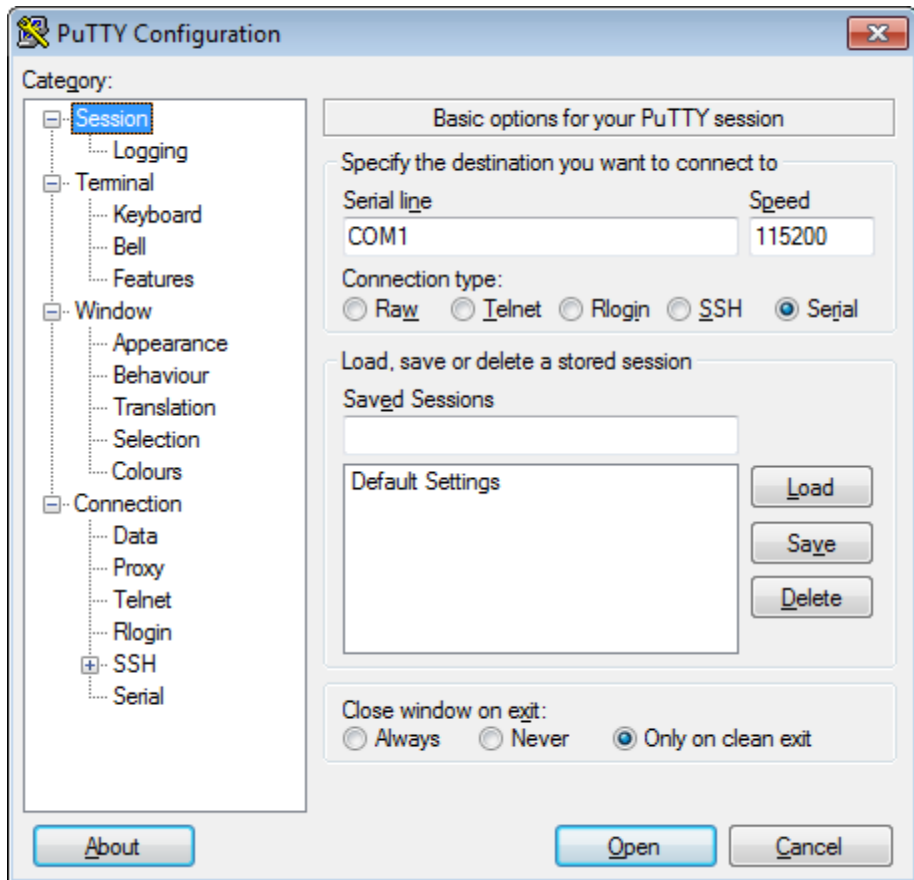 PuTTY Configuration
Category:
Session
Logging
Terminal
Keyboard
Bell
Features
Window
Appearance
Behaviour
Translation
Selection
Colours
Connection
Data
Proxy
Telnet
Rlogin
SSH
Serial
Basic options for your PuTTY session
Specify the destination you want to connect to
Serial line Speed
COM1 115200
Connection type:
Raw Telnet Rlogin SSH Serial
Load, save or delete a stored session
Saved Sessions
Default Settings
Load
Save
Delete
Close window on exit:
Always Never Only on clean exit
About Open Cancel